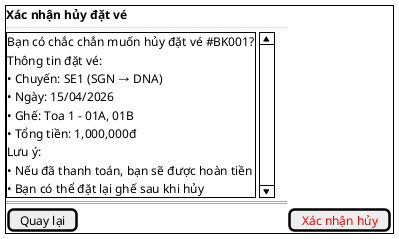 Xác nhận hủy đặt vé
Bạn có chắc chắn muốn hủy đặt vé #BK001?
Thông tin đặt vé:
• Chuyến: SE1 (SGN → DNA)
• Ngày: 15/04/2026
• Ghế: Toa 1 - 01A, 01B
• Tổng tiền: 1,000,000đ
Lưu ý:
• Nếu đã thanh toán, bạn sẽ được hoàn tiền
• Bạn có thể đặt lại ghế sau khi hủy
Quay lại Xác nhận hủy